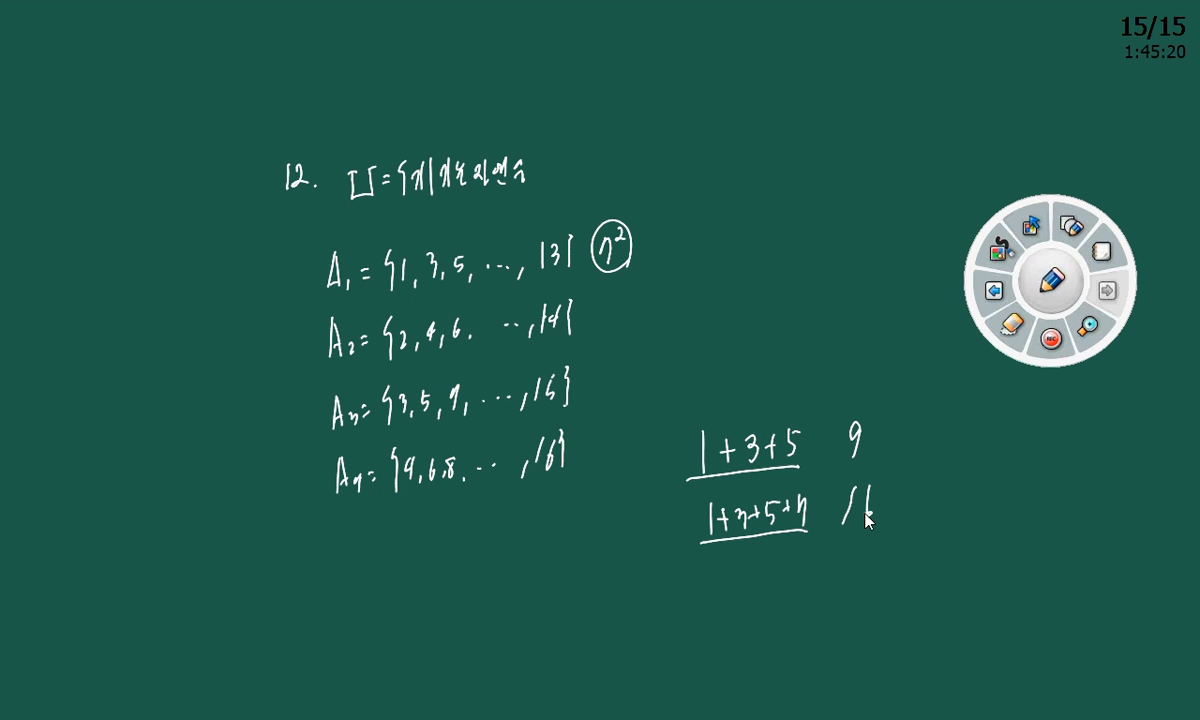 15/15
1:45:20
12. U = {x|x는 자연수
A₁ = {1, 3, 5, ..., 13} n²
A₂ = {2, 4, 6. .., 14}
A₃ = {3, 5, 7, ..., 15}
A₄ = {4, 6.8. .. , 16}
1+3+5 9
1+3+5+7 16
REC